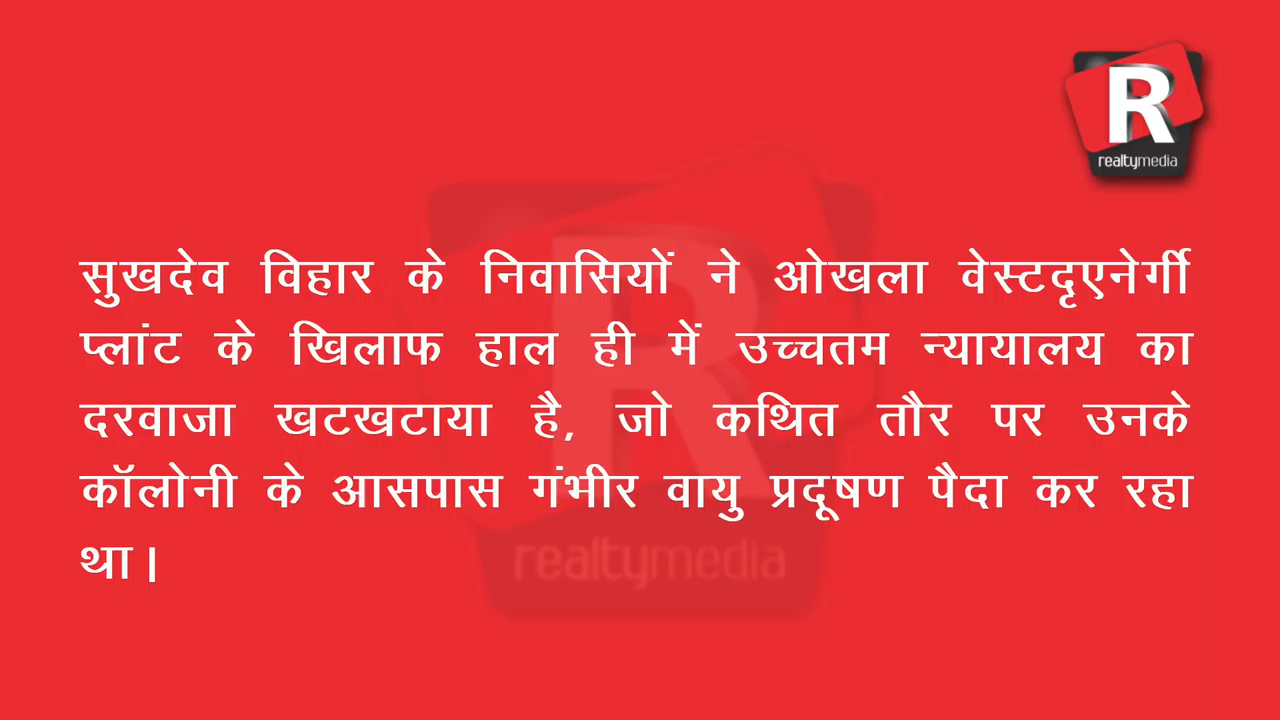 R
realtymedia
सुखदेव विहार के निवासियों ने ओखला वेस्टदृएनेर्गी
प्लांट के खिलाफ हाल ही में उच्चतम न्यायालय का
दरवाजा खटखटाया है, जो कथित तौर पर उनके
कॉलोनी के आसपास गंभीर वायु प्रदूषण पैदा कर रहा
था।
R
realtymedia